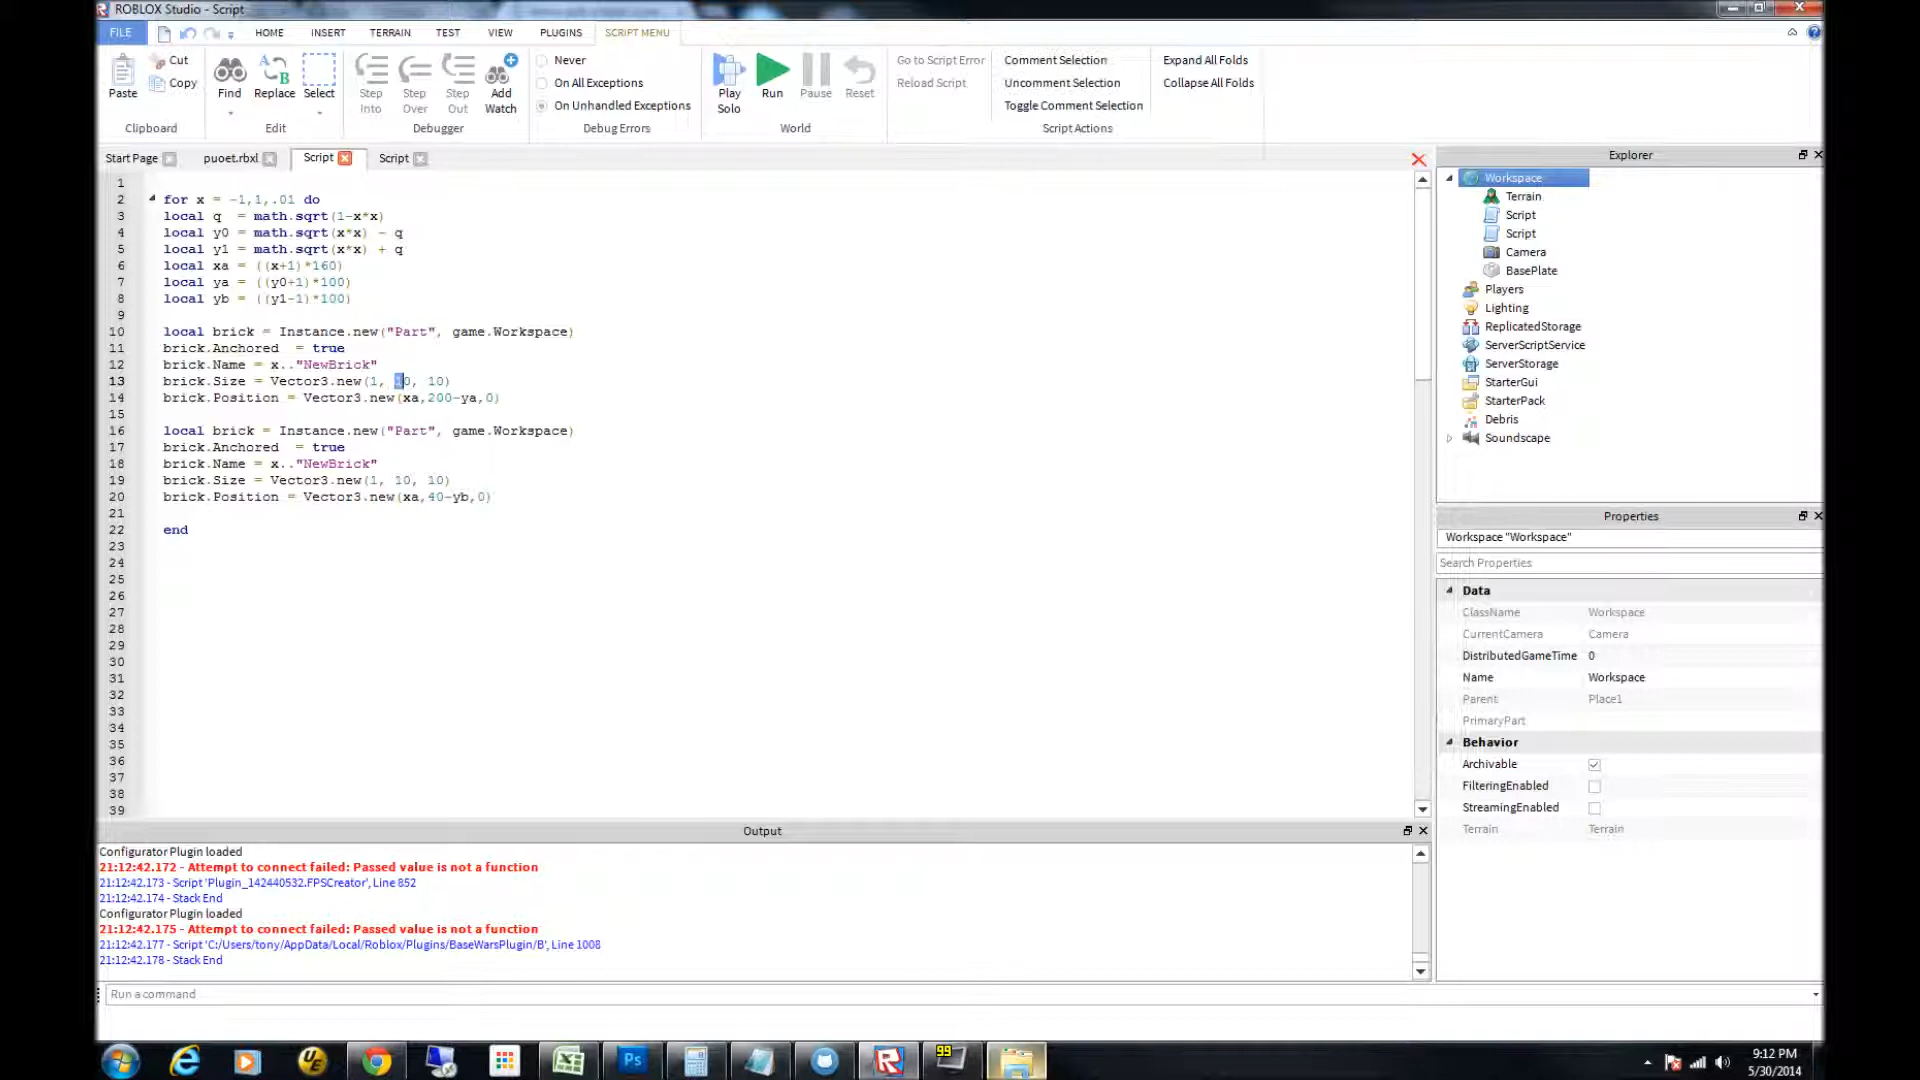 ROBLOX Studio - Script
FILE
HOME
INSERT
TERRAIN
TEST
VIEW
PLUGINS
SCRIPT MENU
Paste
Cut
Copy
Clipboard
Find
Replace
Select
Edit
Step Into
Step Over
Step Out
Add Watch
Debugger
Never
On All Exceptions
On Unhandled Exceptions
Debug Errors
Play Solo
Run
Pause
Reset
World
Go to Script Error
Reload Script
Comment Selection
Uncomment Selection
Toggle Comment Selection
Script Actions
Expand All Folds
Collapse All Folds
Start Page
puoet.rbxl
Script
Script
1
2 for x = -1,1,.01 do
3 local q  = math.sqrt(1-x*x)
4 local y0 = math.sqrt(x*x) - q
5 local y1 = math.sqrt(x*x) + q
6 local xa = ((x+1)*160)
7 local ya = ((y0+1)*100)
8 local yb = ((y1-1)*100)
9
10 local brick = Instance.new("Part", game.Workspace)
11 brick.Anchored  = true
12 brick.Name = x.."NewBrick"
13 brick.Size = Vector3.new(1, 10, 10)
14 brick.Position = Vector3.new(xa,200-ya,0)
15
16 local brick = Instance.new("Part", game.Workspace)
17 brick.Anchored  = true
18 brick.Name = x.."NewBrick"
19 brick.Size = Vector3.new(1, 10, 10)
20 brick.Position = Vector3.new(xa,40-yb,0)
21
22 end
23
24
25
26
27
28
29
30
31
32
33
34
35
36
37
38
39
Explorer
Workspace
Terrain
Script
Script
Camera
BasePlate
Players
Lighting
ReplicatedStorage
ServerScriptService
ServerStorage
StarterGui
StarterPack
Debris
Soundscape
Properties
Workspace "Workspace"
Search Properties
Data
ClassName Workspace
CurrentCamera Camera
DistributedGameTime 0
Name Workspace
Parent Place1
PrimaryPart
Behavior
Archivable
FilteringEnabled
StreamingEnabled
Terrain Terrain
Output
Configurator Plugin loaded
21:12:42.172 - Attempt to connect failed: Passed value is not a function
21:12:42.173 - Script 'Plugin_142440532.FPSCreator', Line 852
21:12:42.174 - Stack End
Configurator Plugin loaded
21:12:42.175 - Attempt to connect failed: Passed value is not a function
21:12:42.177 - Script 'C:/Users/tony/AppData/Local/Roblox/Plugins/BaseWarsPlugin/B', Line 1008
21:12:42.178 - Stack End
Run a command
UE
Ps
99
9:12 PM
5/30/2014